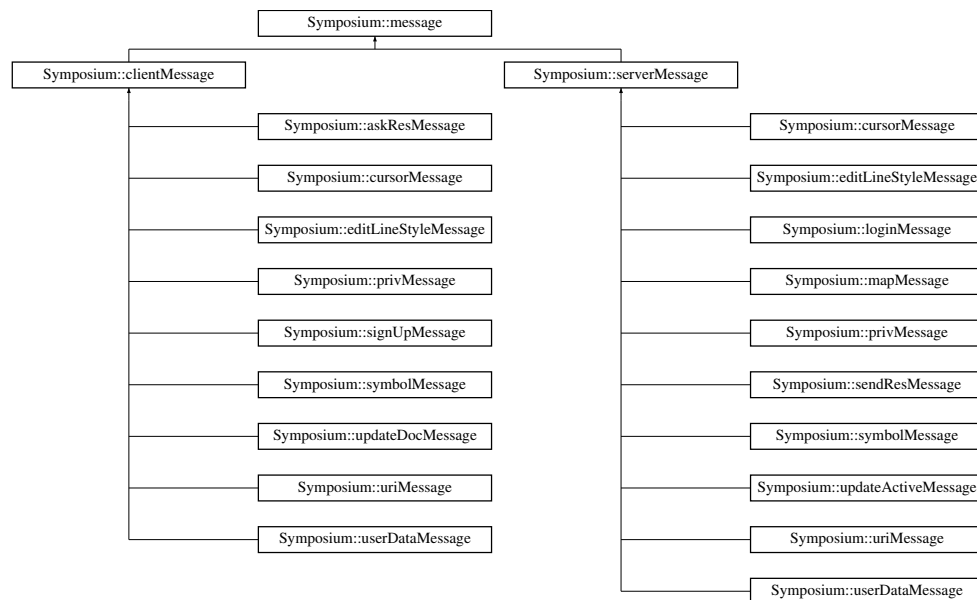 Symposium::message
Symposium::clientMessage
Symposium::serverMessage
Symposium::askResMessage
Symposium::cursorMessage
Symposium::cursorMessage
Symposium::editLineStyleMessage
Symposium::editLineStyleMessage
Symposium::loginMessage
Symposium::privMessage
Symposium::mapMessage
Symposium::signUpMessage
Symposium::privMessage
Symposium::symbolMessage
Symposium::sendResMessage
Symposium::updateDocMessage
Symposium::symbolMessage
Symposium::uriMessage
Symposium::updateActiveMessage
Symposium::userDataMessage
Symposium::uriMessage
Symposium::userDataMessage